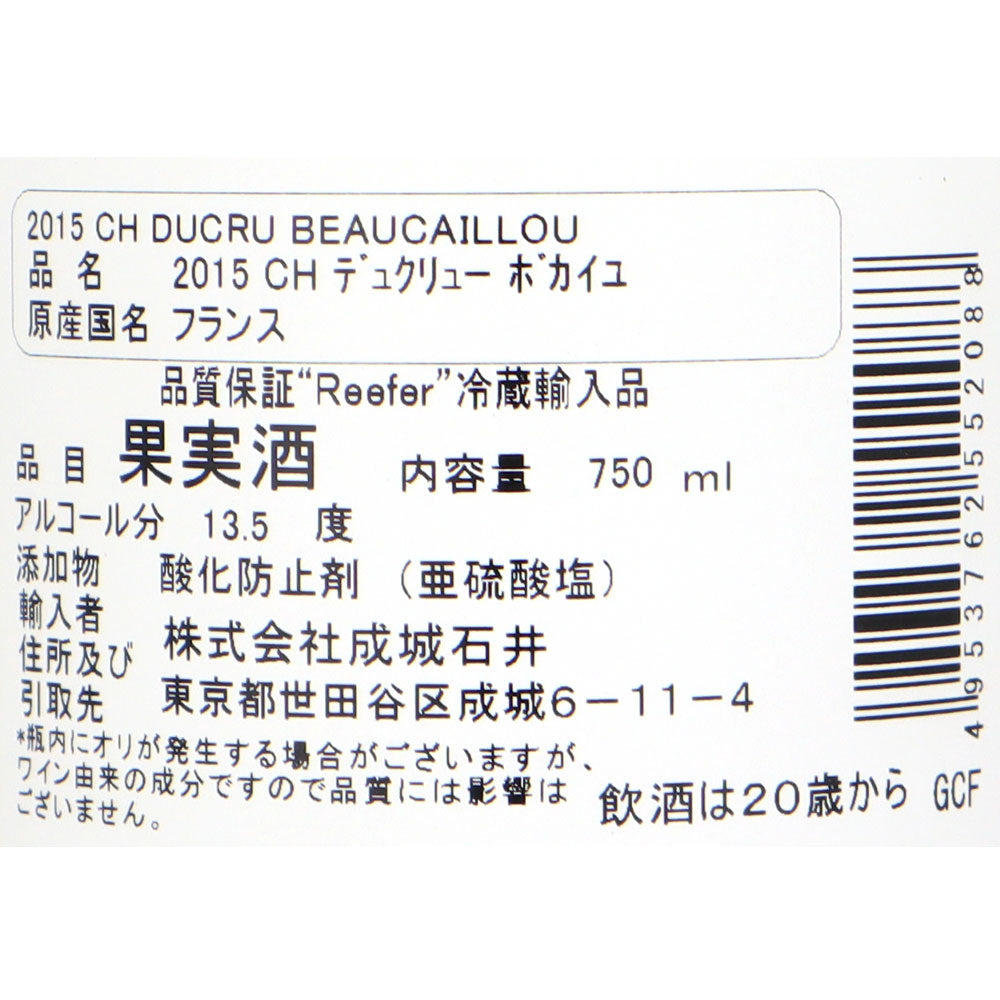 2015 CH DUCRU BEAUCAILLOU
品 名 2015 CH デュクリュー ボカイユ
原産国名 フランス
品質保証“Reefer”冷蔵輸入品
品 目 果実酒 内容量 750 ml
アルコール分 13.5 度
添加物 酸化防止剤 (亜硫酸塩)
輸入者
住所及び 株式会社成城石井
引取先 東京都世田谷区成城6-11-4
*瓶内にオリが発生する場合がございますが、
ワイン由来の成分ですので品質には影響は
ございません。
飲酒は20歳から GCF
4953762552088